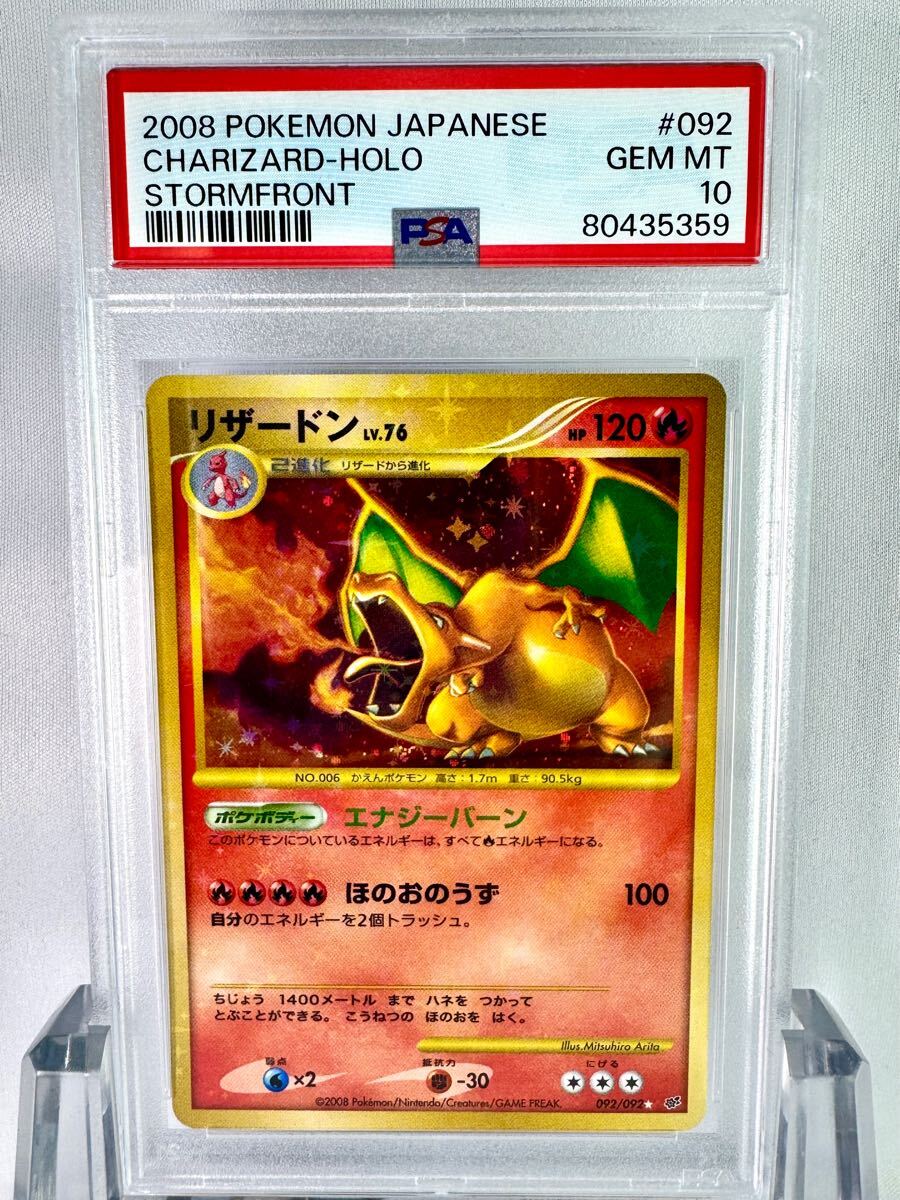 2008 POKEMON JAPANESE #092
CHARIZARD-HOLO GEM MT
STORMFRONT 10
PSA 80435359
リザードン LV.76 HP 120
2進化 リザードから進化
NO.006 かえんポケモン 高さ:1.7m 重さ:90.5kg
ポケボディー エナジーバーン
このポケモンについているエネルギーは、すべてエネルギーになる。
ほのおのうず 100
自分のエネルギーを2個トラッシュ。
ちじょう 1400メートル まで ハネを つかって
とぶことができる。 こうねつの ほのおを はく。
Illus.Mitsuhiro Arita
弱点 抵抗力 にげる
×2 -30
©2008 Pokémon/Nintendo/Creatures/GAME FREAK. 092/092★